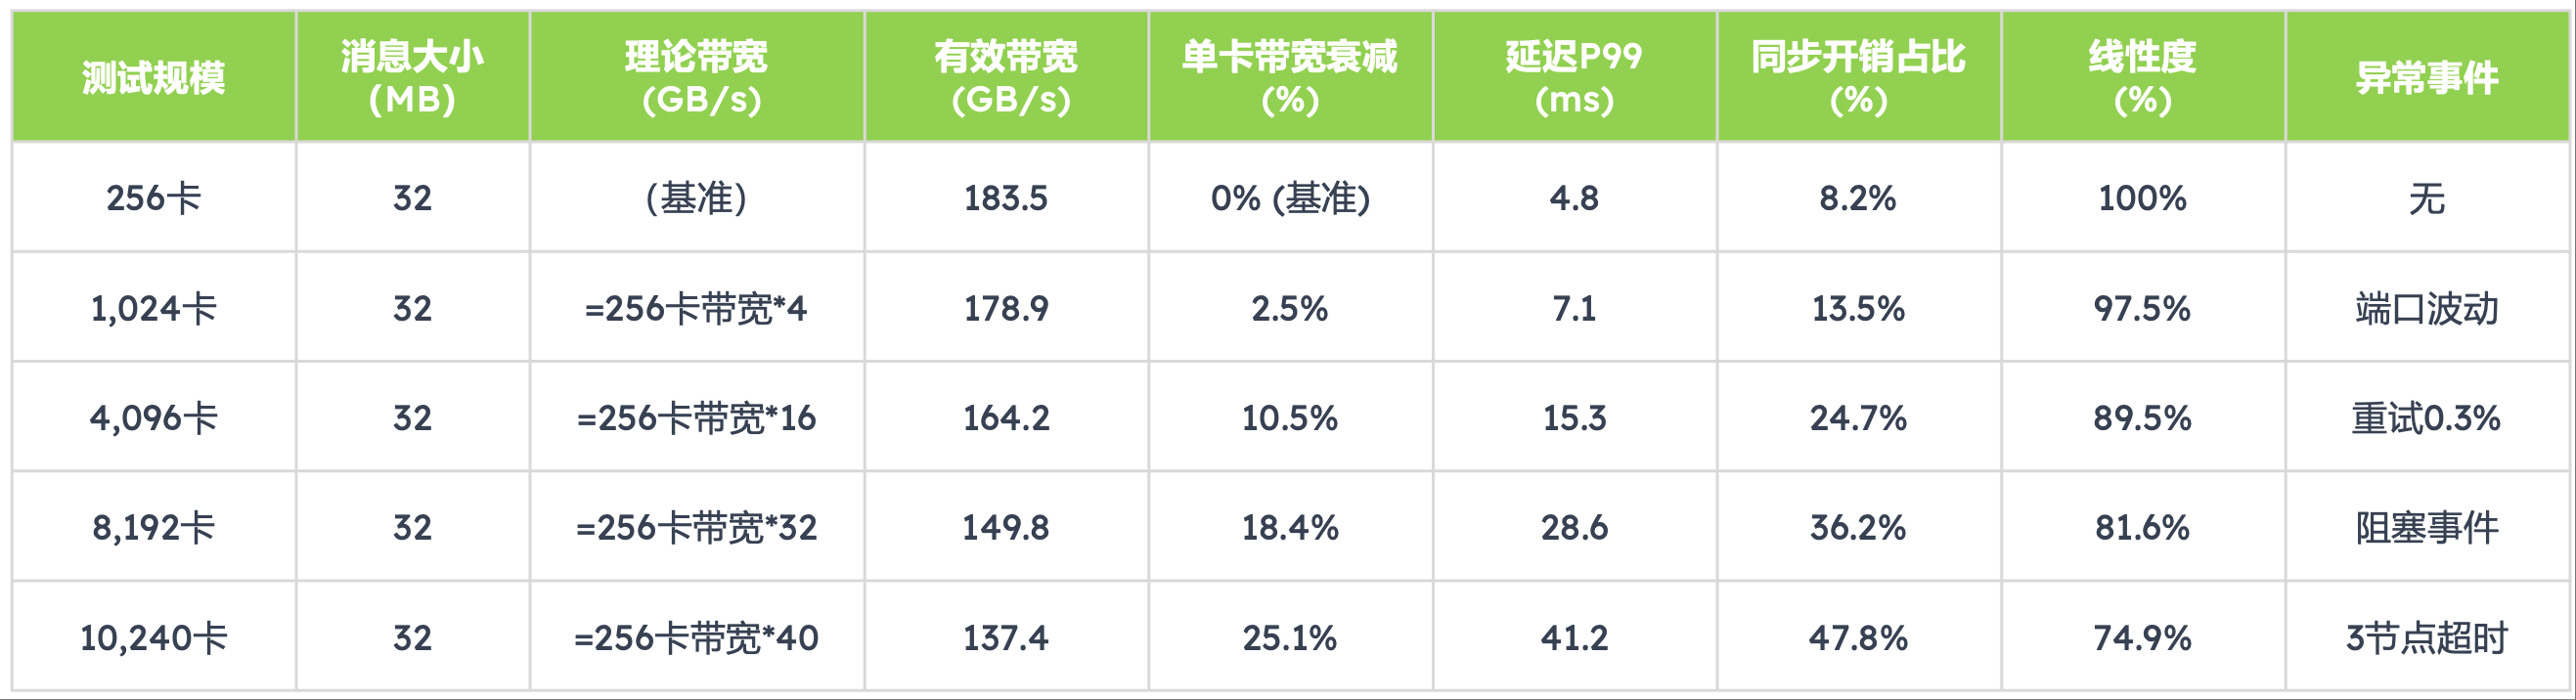 测试规模
消息大小
(MB)
理论带宽
(GB/s)
有效带宽
(GB/s)
单卡带宽衰减
(%)
延迟P99
(ms)
同步开销占比
(%)
线性度
(%)
异常事件
256卡
32
(基准)
183.5
0% (基准)
4.8
8.2%
100%
无
1,024卡
32
=256卡带宽*4
178.9
2.5%
7.1
13.5%
97.5%
端口波动
4,096卡
32
=256卡带宽*16
164.2
10.5%
15.3
24.7%
89.5%
重试0.3%
8,192卡
32
=256卡带宽*32
149.8
18.4%
28.6
36.2%
81.6%
阻塞事件
10,240卡
32
=256卡带宽*40
137.4
25.1%
41.2
47.8%
74.9%
3节点超时